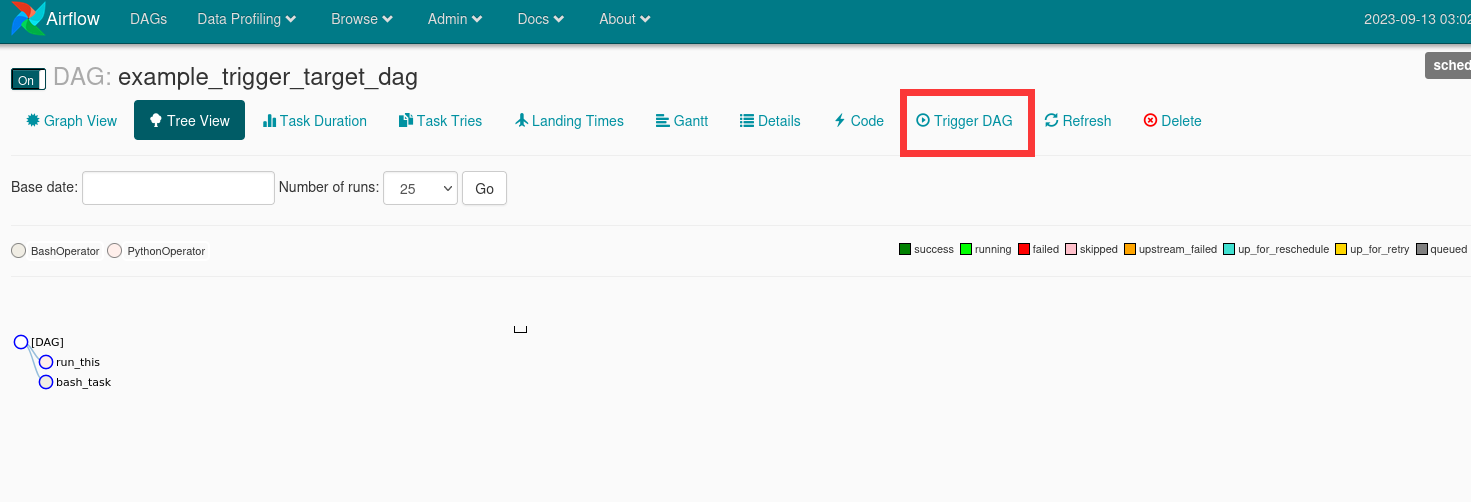 Airflow DAGs Data Profiling Browse Admin Docs About 2023-09-13 03:02
On DAG: example_trigger_target_dag sched
Graph View Tree View Task Duration Task Tries Landing Times Gantt Details Code Trigger DAG Refresh Delete
Base date: Number of runs: 25 Go
BashOperator PythonOperator success running failed skipped upstream_failed up_for_reschedule up_for_retry queued
[DAG]
run_this
bash_task